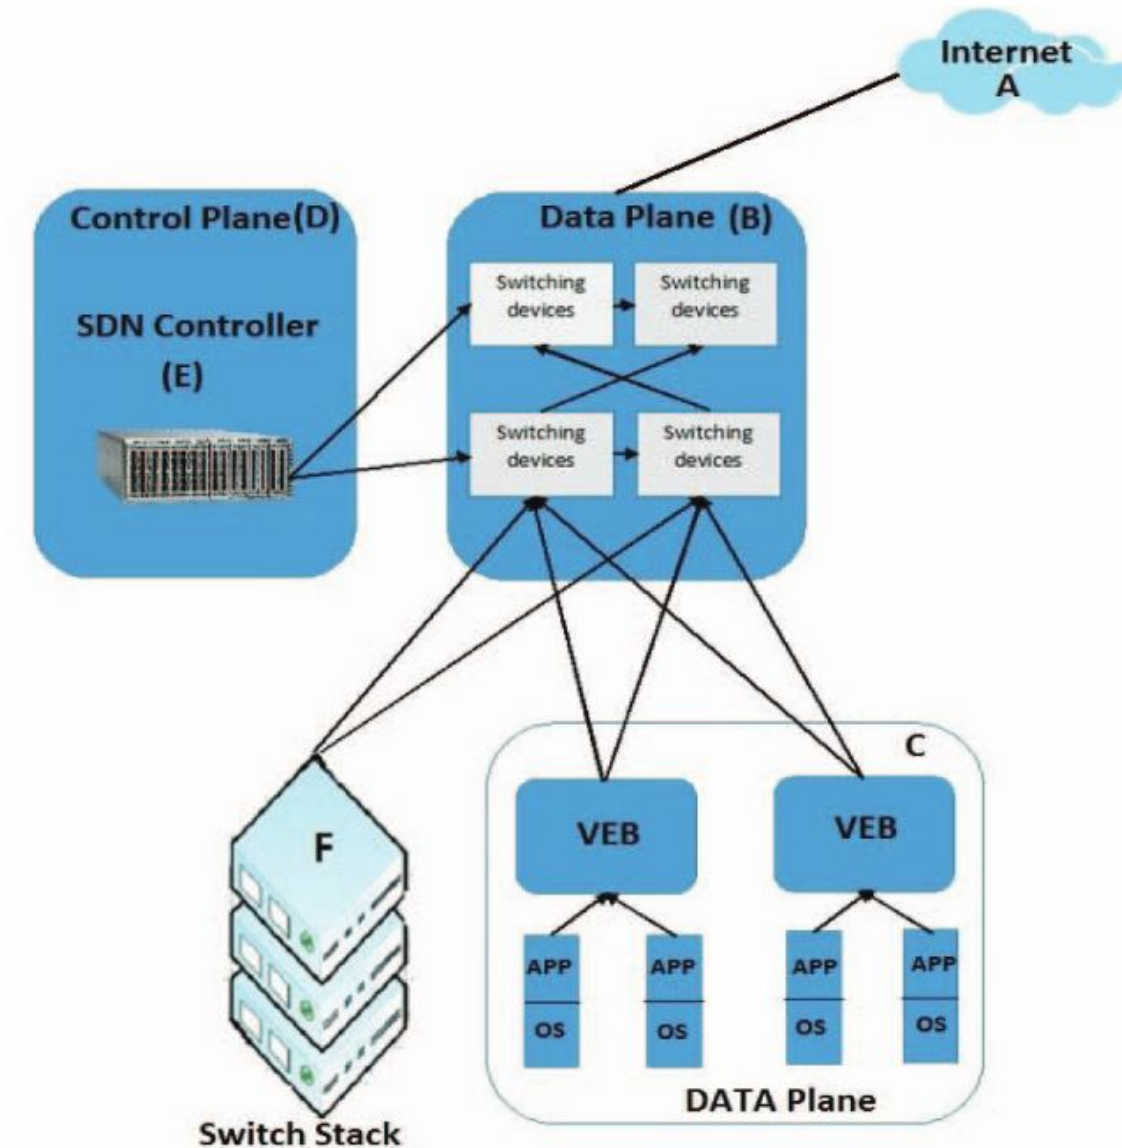 Internet
A
Control Plane(D)
Data Plane (B)
Switching
devices
Switching
devices
SDN Controller
(E)
Switching
devices
Switching
devices
C
VEB
VEB
F
APP
OS
APP
OS
APP
OS
APP
OS
DATA Plane
Switch Stack